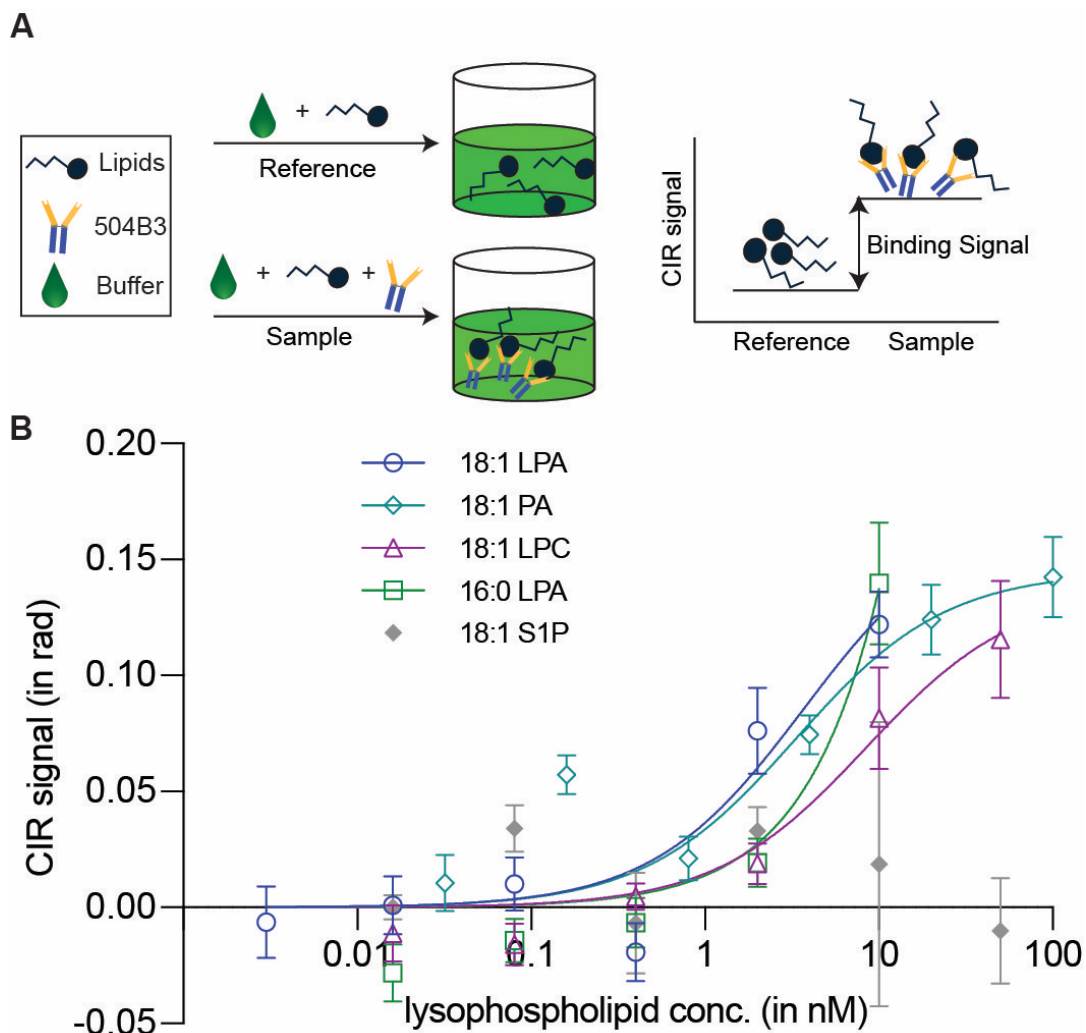 A
Lipids
504B3
Buffer
+
Reference
+ +
Sample
CIR signal
Binding Signal
Reference Sample
B
18:1 LPA
18:1 PA
18:1 LPC
16:0 LPA
18:1 S1P
CIR signal (in rad)
0.20
0.15
0.10
0.05
0.00
-0.05
0.01 0.1 1 10 100
lysophospholipid conc. (in nM)